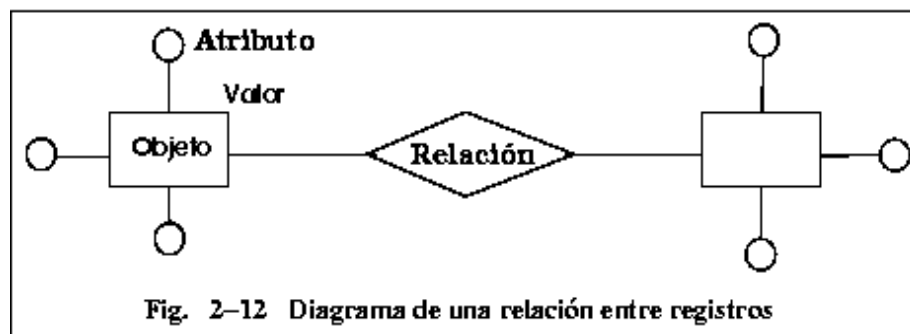 Atributo
Valor
Objeto
Relación
Fig. 2–12 Diagrama de una relación entre registros